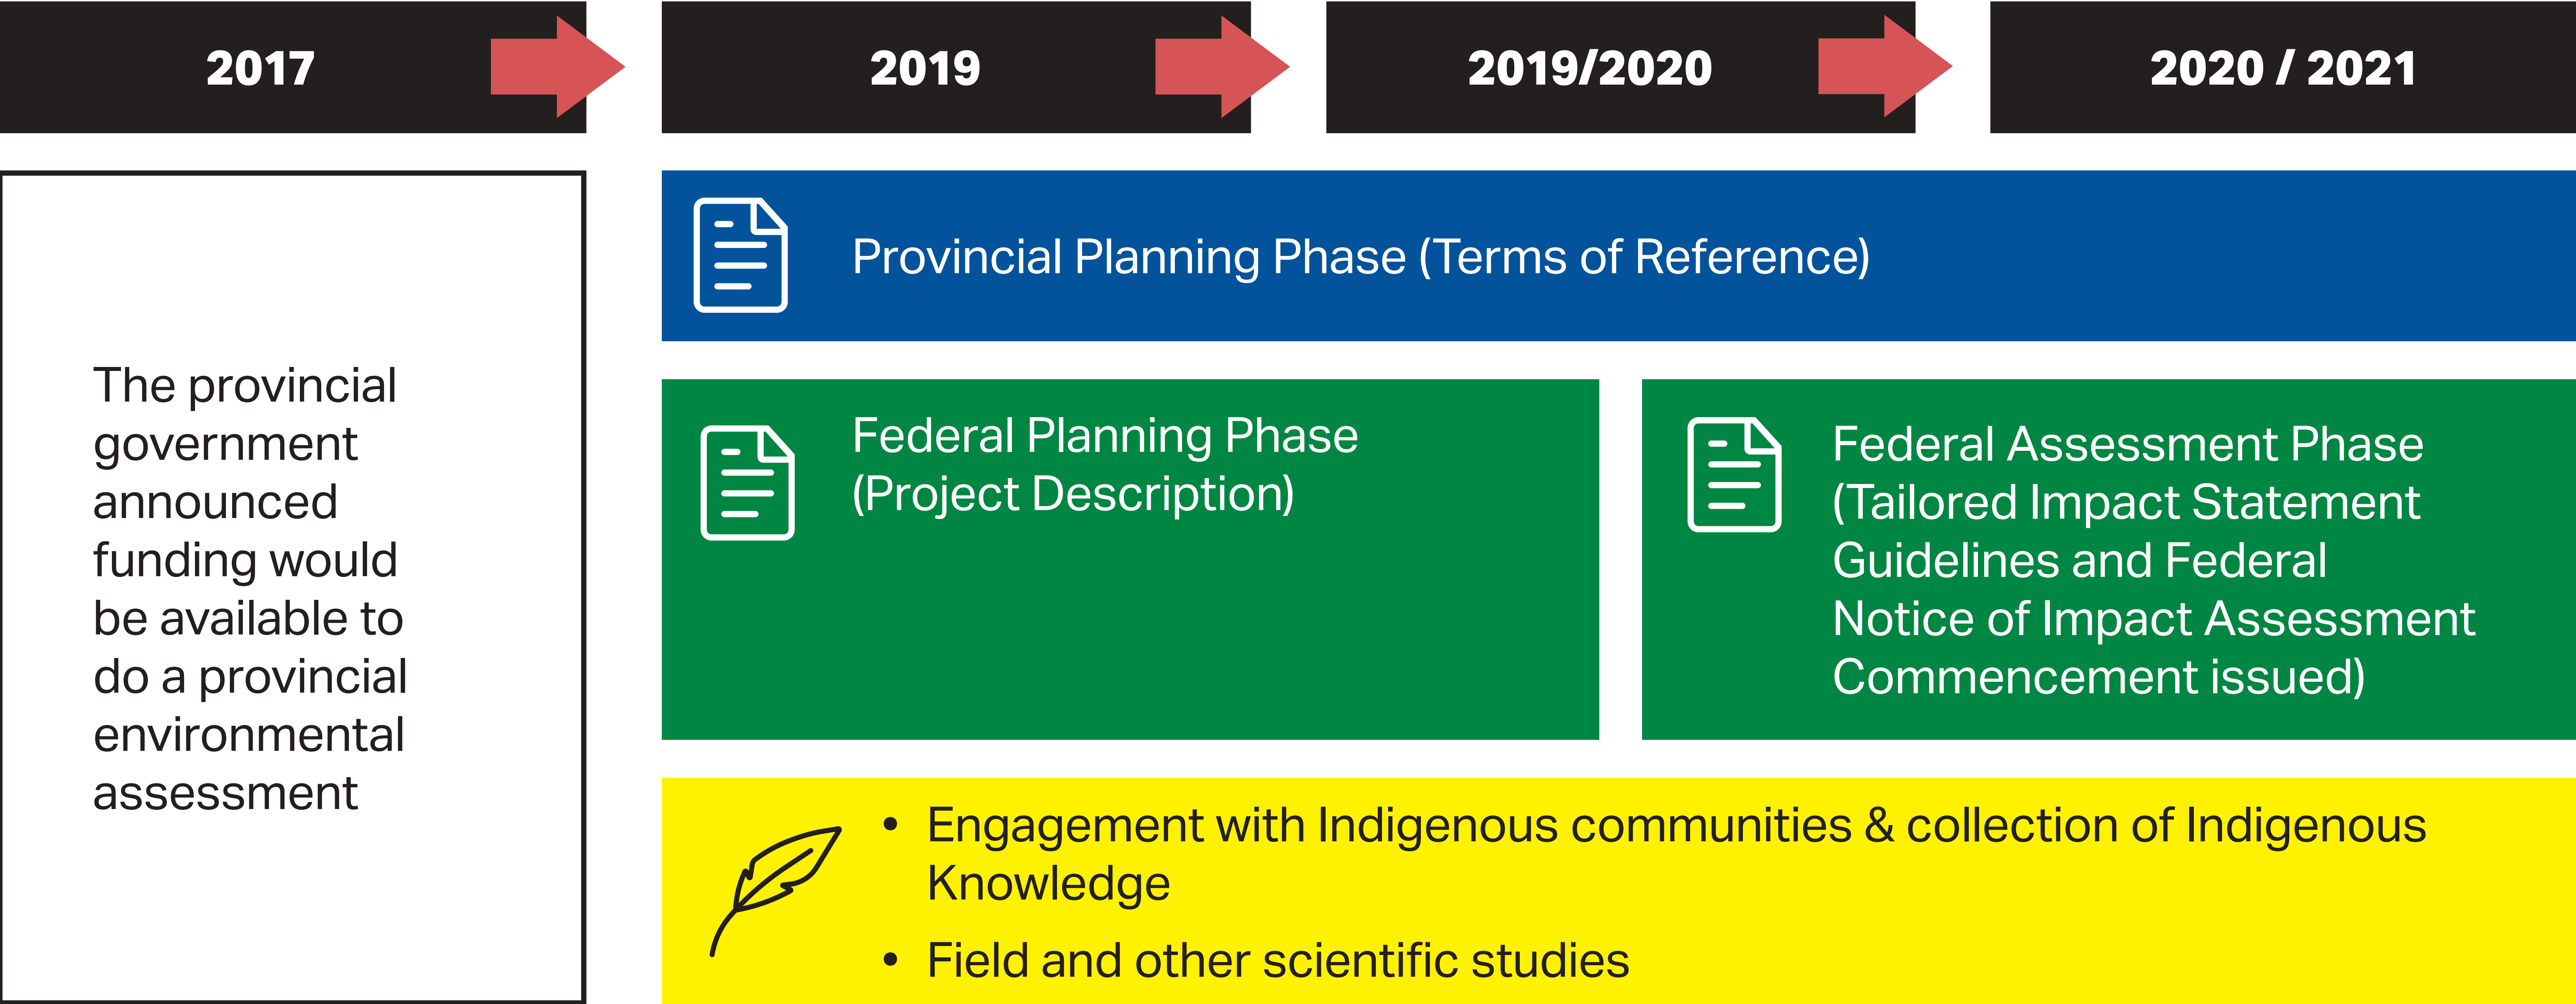 2017
2019
2019/2020
2020 / 2021
The provincial
government
announced
funding would
be available to
do a provincial
environmental
assessment
Provincial Planning Phase (Terms of Reference)
Federal Planning Phase
(Project Description)
Federal Assessment Phase
(Tailored Impact Statement
Guidelines and Federal
Notice of Impact Assessment
Commencement issued)
• Engagement with Indigenous communities & collection of Indigenous
Knowledge
• Field and other scientific studies